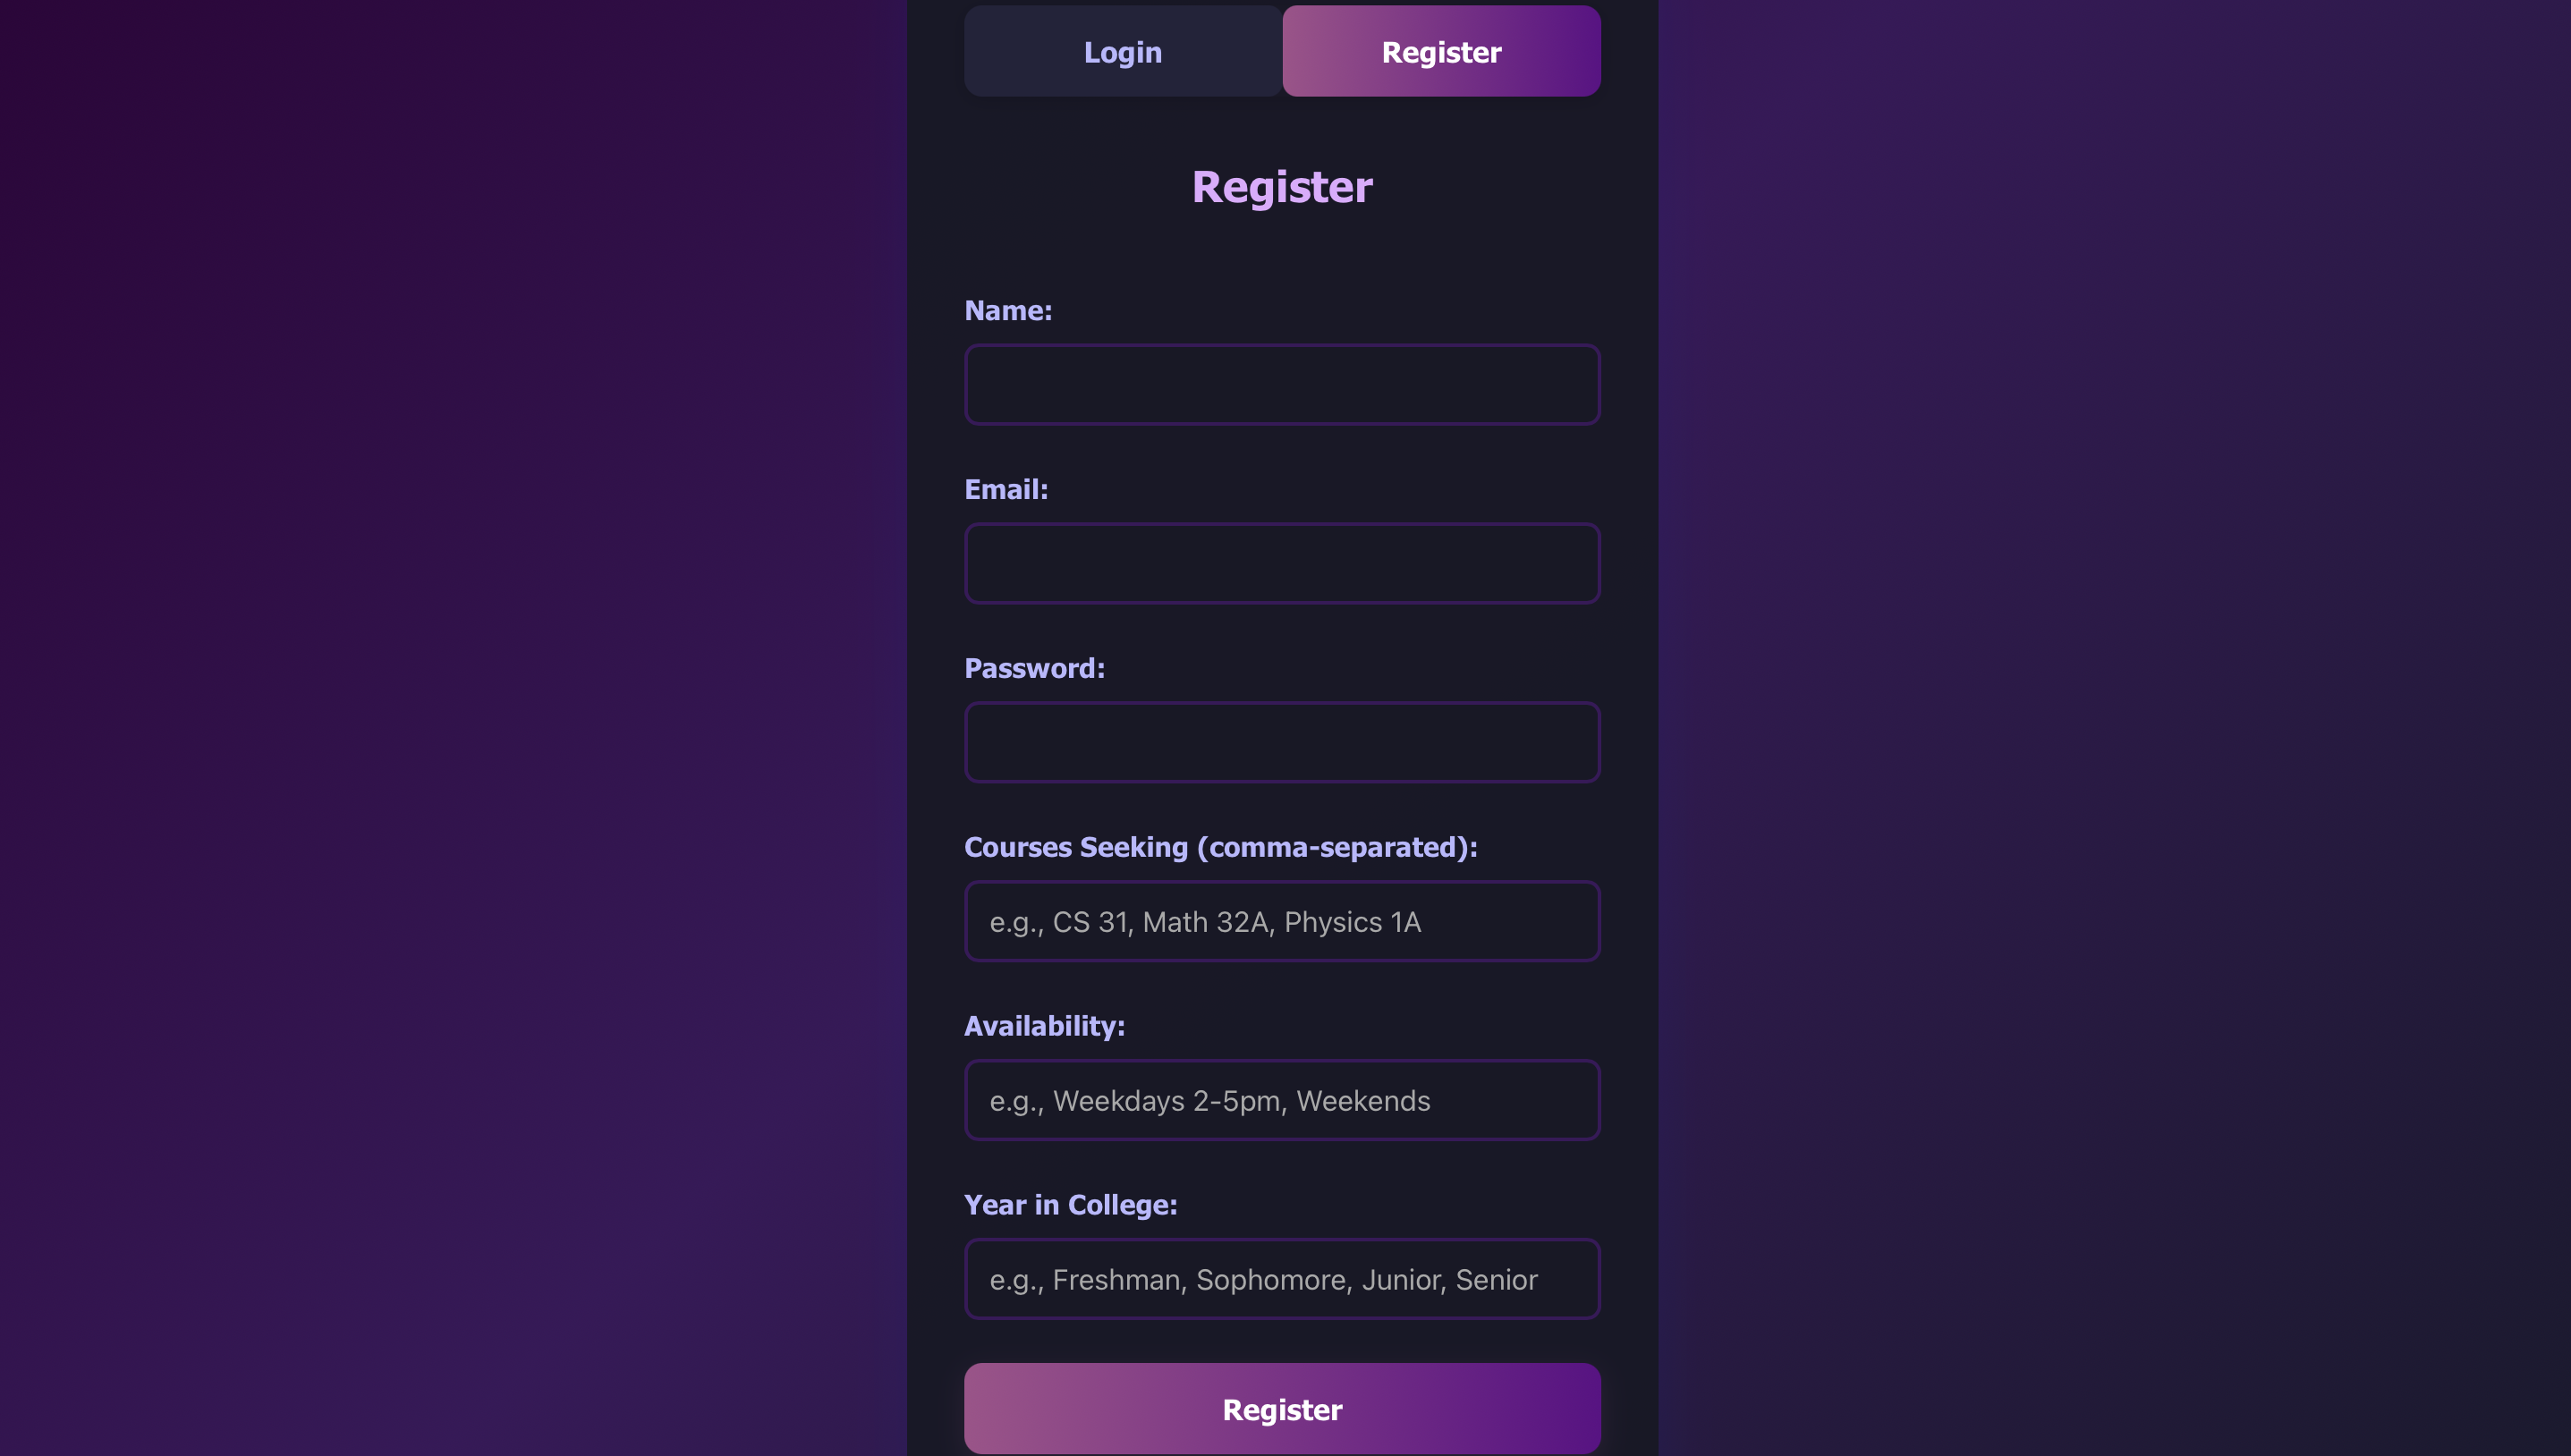 Login
Register
Register
Name:
Email:
Password:
Courses Seeking (comma-separated):
e.g., CS 31, Math 32A, Physics 1A
Availability:
e.g., Weekdays 2-5pm, Weekends
Year in College:
e.g., Freshman, Sophomore, Junior, Senior
Register